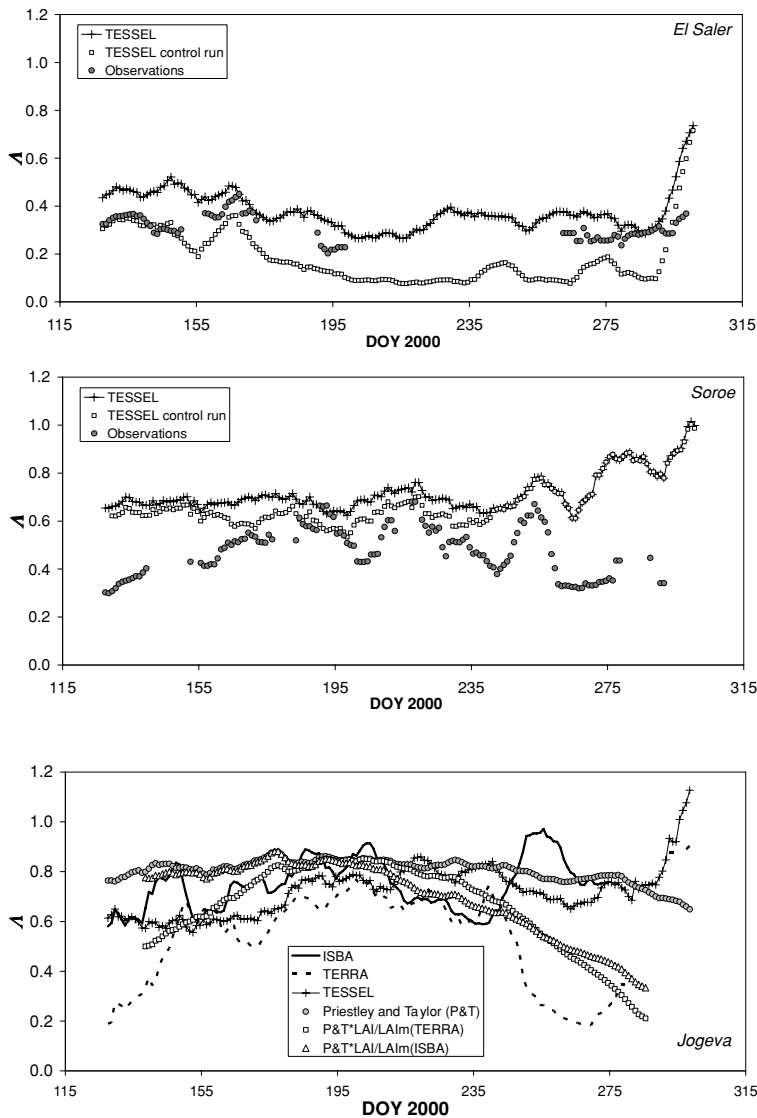 El Saler
TESSEL
TESSEL control run
Observations
1.2
1.0
0.8
0.6
0.4
0.2
0.0
Λ
115 155 195 235 275 315
DOY 2000
Soroe
TESSEL
TESSEL control run
Observations
1.2
1.0
0.8
0.6
0.4
0.2
0.0
Λ
115 155 195 235 275 315
DOY 2000
1.2
1.0
0.8
0.6
0.4
0.2
0.0
Λ
ISBA
TERRA
TESSEL
Priestley and Taylor (P&T)
P&T*LAI/LAIm(TERRA)
P&T*LAI/LAIm(ISBA)
Jogeva
115 155 195 235 275 315
DOY 2000